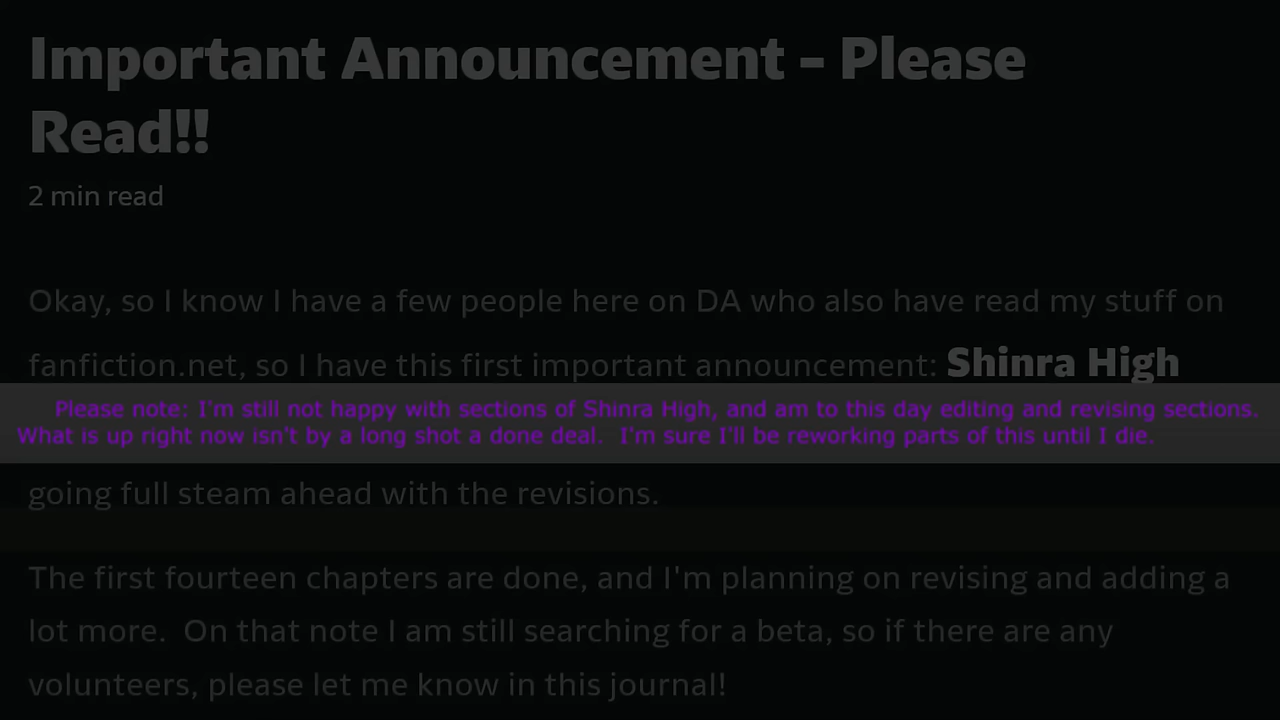 Important Announcement - Please
Read!!
2 min read
Okay, so I know I have a few people here on DA who also have read my stuff on
fanfiction.net, so I have this first important announcement: Shinra High
Please note: I'm still not happy with sections of Shinra High, and am to this day editing and revising sections.
What is up right now isn't by a long shot a done deal.  I'm sure I'll be reworking parts of this until I die.
going full steam ahead with the revisions.
The first fourteen chapters are done, and I'm planning on revising and adding a
lot more.  On that note I am still searching for a beta, so if there are any
volunteers, please let me know in this journal!